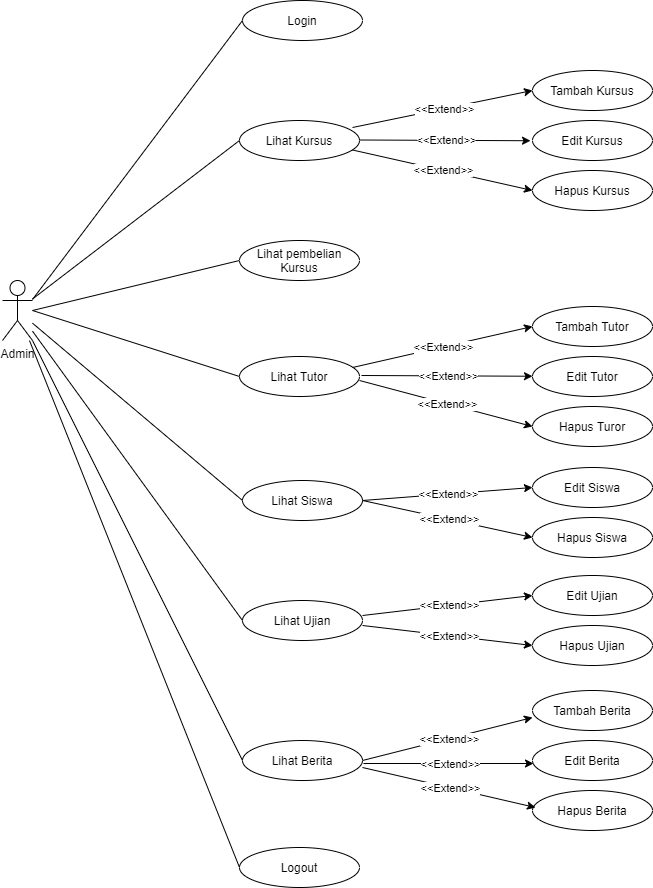 Login
Tambah Kursus
<<Extend>>
Lihat Kursus
<<Extend>>
Edit Kursus
<<Extend>>
Hapus Kursus
Lihat pembelian
Kursus
Admin
Tambah Tutor
<<Extend>>
Lihat Tutor
<<Extend>>
Edit Tutor
<<Extend>>
Hapus Turor
Edit Siswa
<<Extend>>
Lihat Siswa
<<Extend>>
Hapus Siswa
Edit Ujian
<<Extend>>
Lihat Ujian
<<Extend>>
Hapus Ujian
Tambah Berita
<<Extend>>
Lihat Berita
<<Extend>>
Edit Berita
<<Extend>>
Hapus Berita
Logout